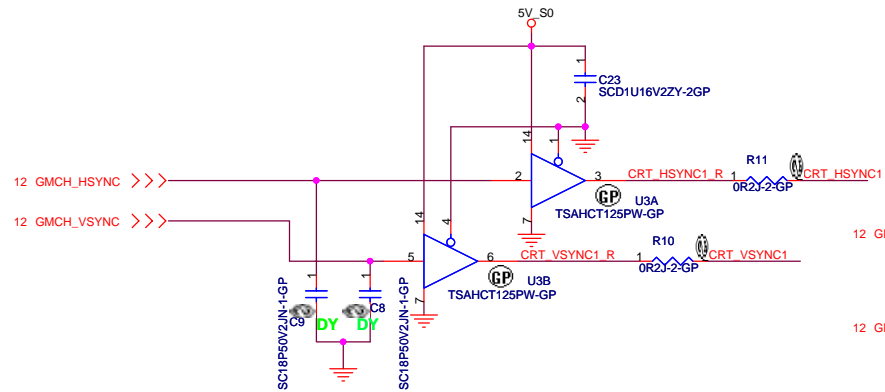 5V_S0
1
C23
SCD1U16V2ZY-2GP
2
14
1
12 GMCH_HSYNC
2
3
CRT_HSYNC1_R
1
R11
0R2J-2-GP
CRT_HSYNC1
GP
U3A
TSAHCT125PW-GP
7
12 GMCH_VSYNC
14
4
5
6
CRT_VSYNC1_R
1
R10
0R2J-2-GP
CRT_VSYNC1
GP
U3B
TSAHCT125PW-GP
7
12 G
1
C9
DY
SC18P50V2JN-1-GP
1
C8
DY
SC18P50V2JN-1-GP
12 G